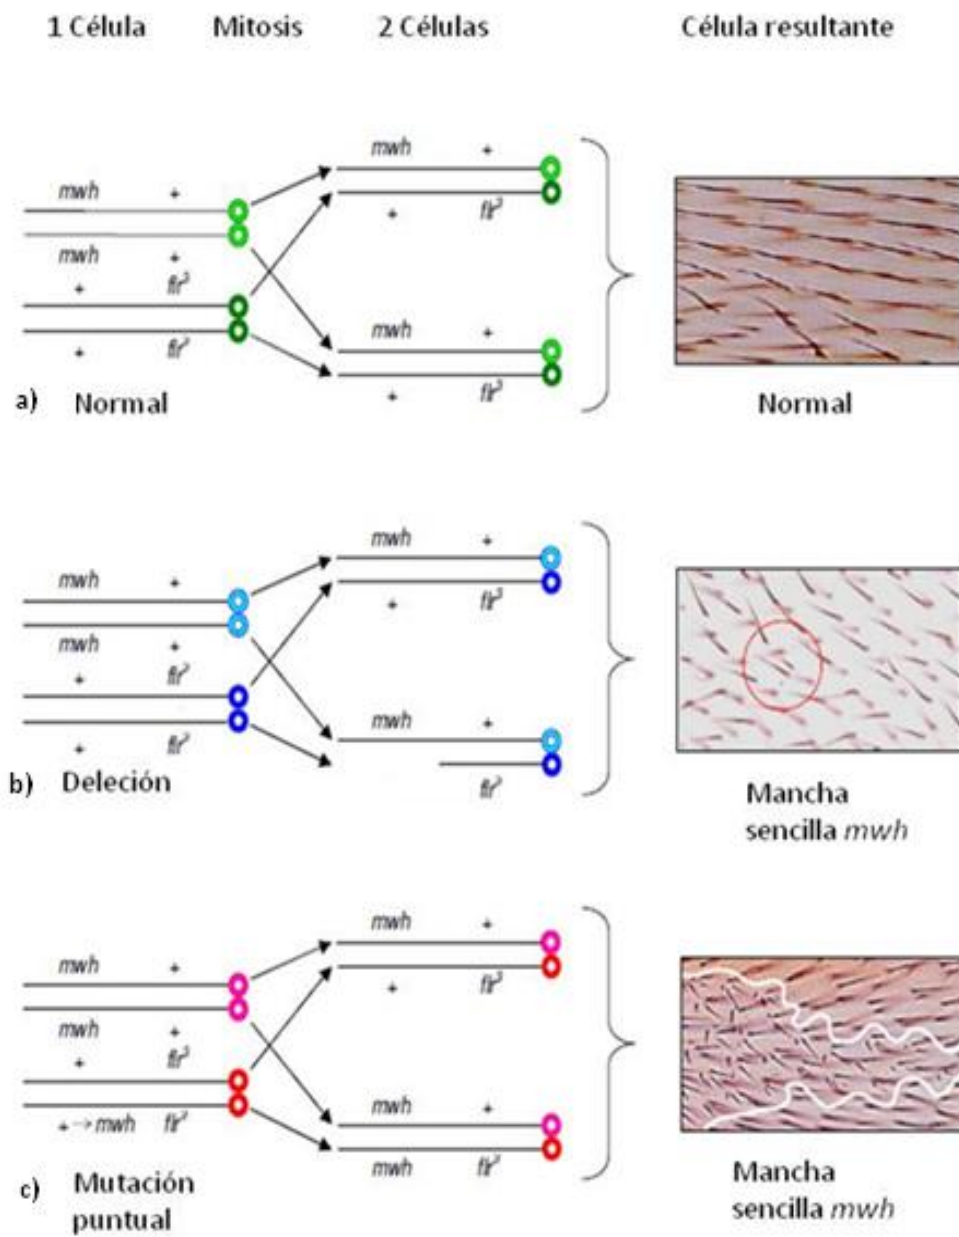 1 Célula Mitosis 2 Células Célula resultante
mwh +
mwh +
+ flr³
+ flr³
mwh +
+ flr³
mwh +
+ flr³
a) Normal
Normal
mwh +
mwh +
+ flr³
+ flr³
mwh +
+ flr³
mwh +
flr³
b) Deleción
Mancha
sencilla mwh
mwh +
mwh +
+ flr³
+→mwh flr³
mwh +
+ flr³
mwh +
mwh flr³
c) Mutación
puntual
Mancha
sencilla mwh